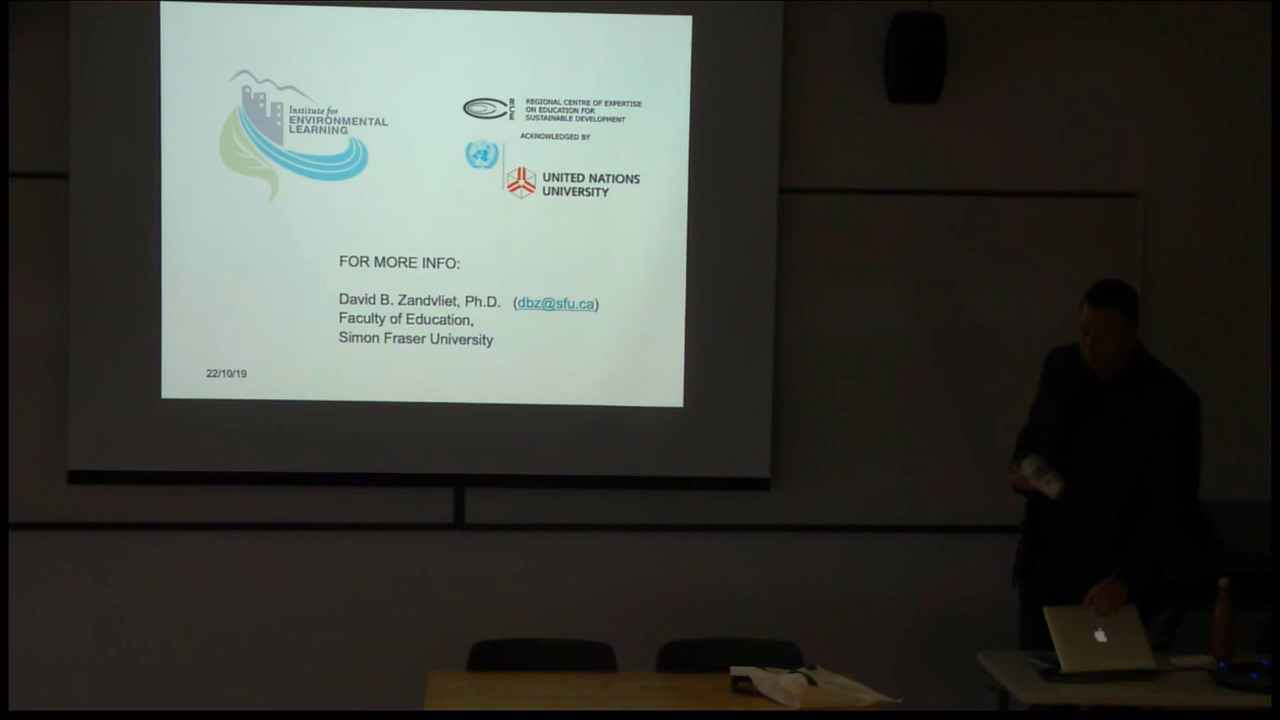 Institute for
ENVIRONMENTAL
LEARNING
RCE
REGIONAL CENTRE OF EXPERTISE
ON EDUCATION FOR
SUSTAINABLE DEVELOPMENT
ACKNOWLEDGED BY
UNITED NATIONS
UNIVERSITY
FOR MORE INFO:
David B. Zandvliet, Ph.D. (dbz@sfu.ca)
Faculty of Education,
Simon Fraser University
22/10/19